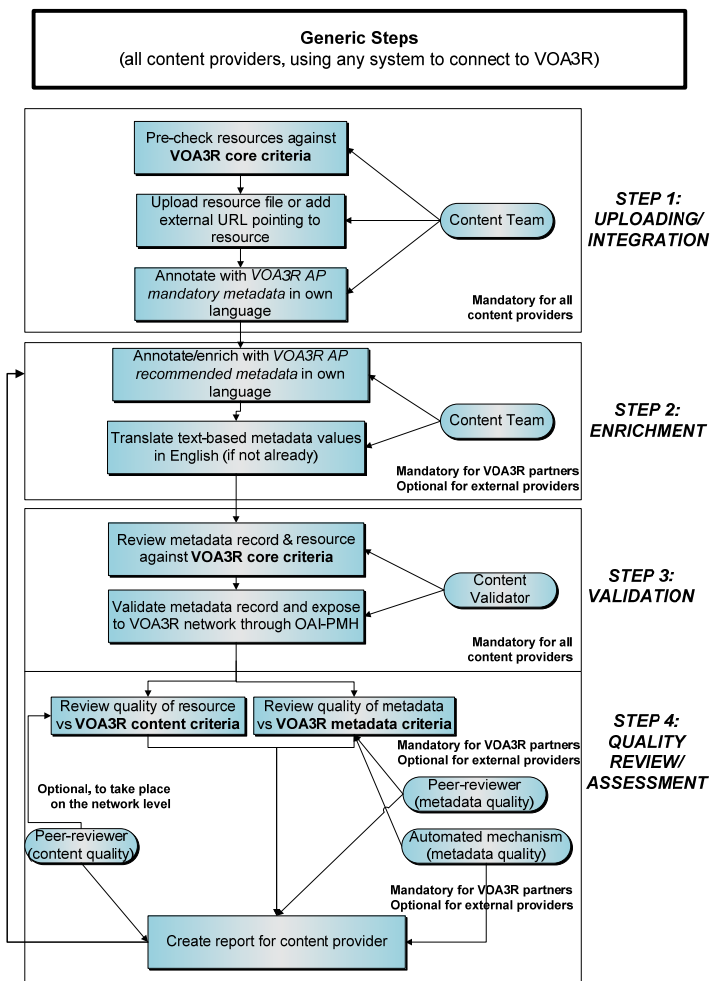 Generic Steps
(all content providers, using any system to connect to VOA3R)
Pre-check resources against
VOA3R core criteria
Upload resource file or add
external URL pointing to
resource
Content Team
Annotate with VOA3R AP
mandatory metadata in own
language
Mandatory for all
content providers
STEP 1:
UPLOADING/
INTEGRATION
Annotate/enrich with VOA3R AP
recommended metadata in own
language
Content Team
Translate text-based metadata values
in English (if not already)
Mandatory for VOA3R partners
Optional for external providers
STEP 2:
ENRICHMENT
Review metadata record & resource
against VOA3R core criteria
Content
Validator
Validate metadata record and expose
to VOA3R network through OAI-PMH
Mandatory for all
content providers
STEP 3:
VALIDATION
Review quality of resource
vs VOA3R content criteria
Review quality of metadata
vs VOA3R metadata criteria
Mandatory for VOA3R partners
Optional for external providers
STEP 4:
QUALITY
REVIEW/
ASSESSMENT
Optional, to take place
on the network level
Peer-reviewer
(metadata quality)
Peer-reviewer
(content quality)
Automated mechanism
(metadata quality)
Mandatory for VOA3R partners
Optional for external providers
Create report for content provider